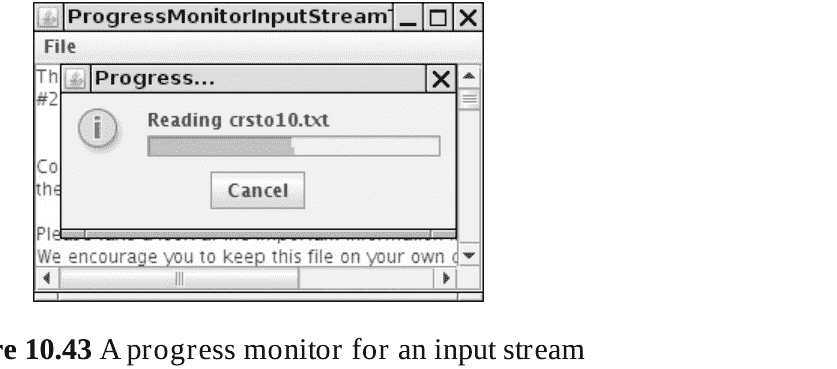 ProgressMonitorInputStreamT
File
Th
Progress...
#2
Reading crsto10.txt
Co
the
Cancel
Ple
We encourage you to keep this file on your own
re 10.43 A progress monitor for an input stream